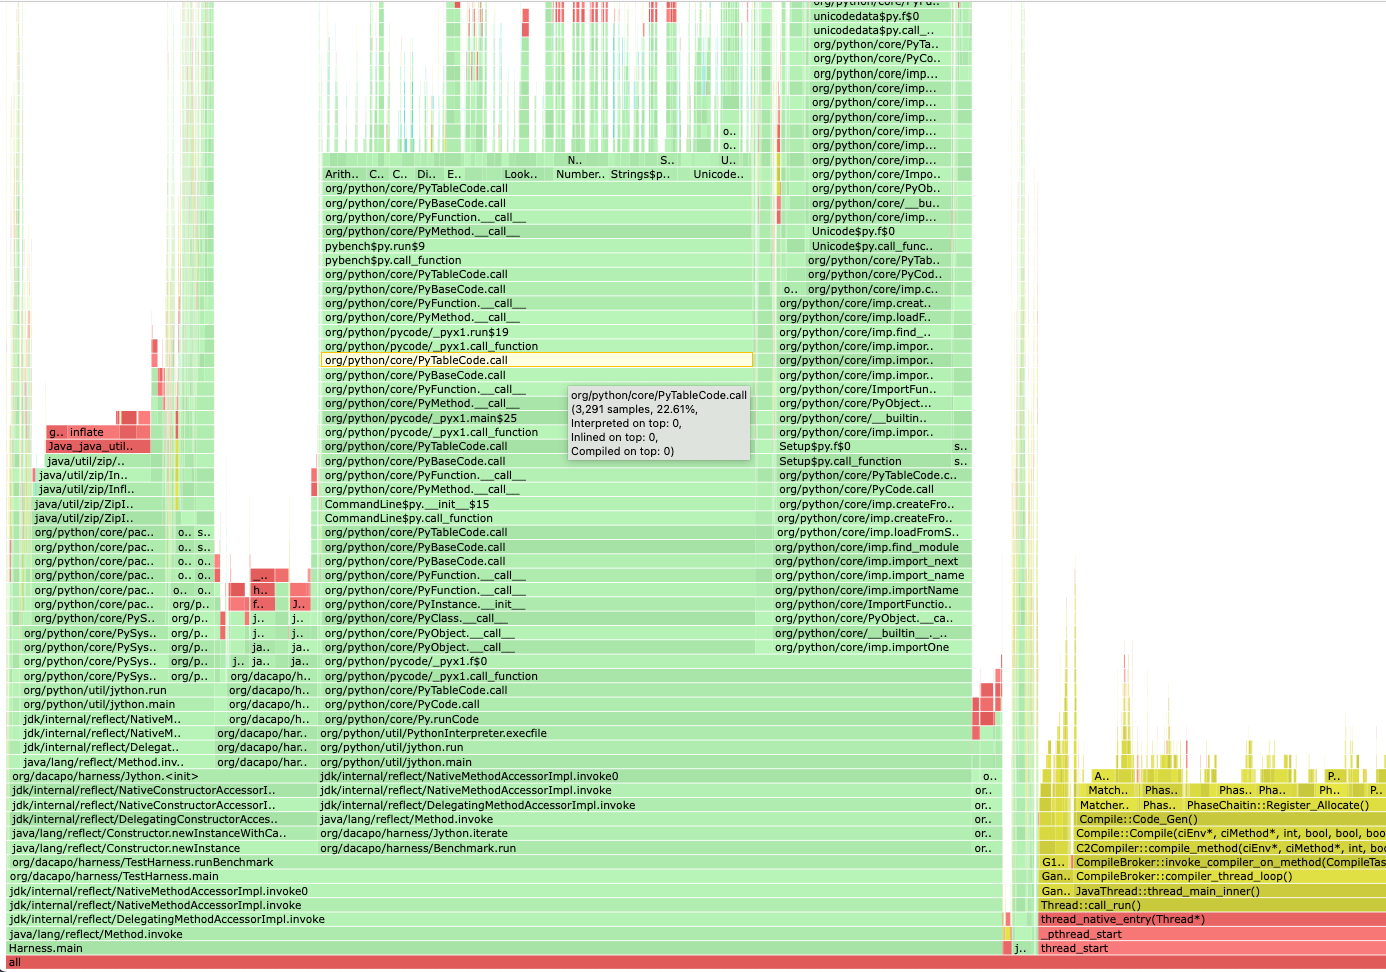 unicodedata$py.f$0
unicodedata$py.call_..
org/python/core/PyTa..
org/python/core/PyCo..
org/python/core/imp...
org/python/core/imp...
org/python/core/imp...
org/python/core/imp...
o.. org/python/core/imp...
o.. org/python/core/imp...
N.. S.. U.. org/python/core/imp...
Arith.. C.. C.. Di.. E.. Look.. Number.. Strings$p.. Unicode.. org/python/core/Impo...
org/python/core/PyTableCode.call org/python/core/PyOb...
org/python/core/PyBaseCode.call org/python/core/__bu...
org/python/core/PyFunction.__call__ org/python/core/imp...
org/python/core/PyMethod.__call__ Unicode$py.f$0
pybench$py.run$9 Unicode$py.call_func..
pybench$py.call_function org/python/core/PyTab..
org/python/core/PyTableCode.call org/python/core/PyCod..
org/python/core/PyBaseCode.call o.. org/python/core/imp.c..
org/python/core/PyFunction.__call__ org/python/core/imp.creat..
org/python/core/PyMethod.__call__ org/python/core/imp.loadF..
org/python/pycode/_pyx1.run$19 org/python/core/imp.find_..
org/python/pycode/_pyx1.call_function org/python/core/imp.impor..
org/python/core/PyTableCode.call org/python/core/imp.impor..
org/python/core/PyBaseCode.call org/python/core/imp.impor..
org/python/core/PyFunction.__call__ org/python/core/ImportFun..
org/python/core/PyTableCode.call
(3,291 samples, 22.61%,
Interpreted on top: 0,
Inlined on top: 0,
Compiled on top: 0)
org/python/core/PyMethod.__call__ org/python/core/PyObject...
org/python/pycode/_pyx1.main$25 org/python/core/__builtin..
g.. inflate org/python/pycode/_pyx1.call_function org/python/core/imp.impor..
Java_java_util.. org/python/core/PyTableCode.call Setup$py.f$0 s..
java/util/zip/.. org/python/core/PyBaseCode.call Setup$py.call_function s..
java/util/zip/In.. org/python/core/PyFunction.__call__ org/python/core/PyTableCode.c..
java/util/zip/Infl.. org/python/core/PyMethod.__call__ org/python/core/PyCode.call
java/util/zip/ZipI.. CommandLine$py.__init__$15 org/python/core/imp.createFro..
java/util/zip/ZipI.. CommandLine$py.call_function org/python/core/imp.createFro..
org/python/core/pac.. o.. s.. org/python/core/PyTableCode.call org/python/core/imp.loadFromS..
org/python/core/pac.. o.. s.. org/python/core/PyBaseCode.call org/python/core/imp.find_module
org/python/core/pac.. o.. o.. org/python/core/PyBaseCode.call org/python/core/imp.import_next
org/python/core/pac.. o.. o.. _.. org/python/core/PyFunction.__call__ org/python/core/imp.import_name
org/python/core/pac.. o.. o.. h.. org/python/core/PyFunction.__call__ org/python/core/imp.importName
org/python/core/pac.. org/p.. f.. J.. org/python/core/PyInstance.__init__ org/python/core/ImportFunctio..
org/python/core/PyS.. org/p.. j.. j.. org/python/core/PyClass.__call__ org/python/core/PyObject.__ca..
org/python/core/PySys.. org/p.. j.. j.. org/python/core/PyObject.__call__ org/python/core/__builtin__._..
org/python/core/PySys.. org/p.. ja.. ja.. org/python/core/PyObject.__call__ org/python/core/imp.importOne
org/python/core/PySys.. org/p.. j.. ja.. ja.. org/python/pycode/_pyx1.f$0
org/python/core/PySys.. org/p.. org/dacapo/h.. org/python/pycode/_pyx1.call_function
org/python/util/jython.run org/dacapo/h.. org/python/core/PyTableCode.call
org/python/util/jython.main org/dacapo/h.. org/python/core/PyCode.call
jdk/internal/reflect/NativeM.. org/dacapo/h.. org/python/core/Py.runCode
jdk/internal/reflect/NativeM.. org/dacapo/har.. org/python/util/PythonInterpreter.execfile
jdk/internal/reflect/Delegat.. org/dacapo/har.. org/python/util/jython.run
java/lang/reflect/Method.inv.. org/dacapo/har.. org/python/util/jython.main
org/dacapo/harness/Jython.<init> jdk/internal/reflect/NativeMethodAccessorImpl.invoke0 o.. A.. P..
jdk/internal/reflect/NativeConstructorAccessorI.. jdk/internal/reflect/NativeMethodAccessorImpl.invoke or.. Match.. Phas.. Phas.. Pha.. Ph.. P..
jdk/internal/reflect/NativeConstructorAccessorI.. jdk/internal/reflect/DelegatingMethodAccessorImpl.invoke or.. Matcher.. Phas.. PhaseChaitin::Register_Allocate()
jdk/internal/reflect/DelegatingConstructorAcces.. java/lang/reflect/Method.invoke or.. Compile::Code_Gen()
java/lang/reflect/Constructor.newInstanceWithCa.. org/dacapo/harness/Jython.iterate or.. Compile::Compile(ciEnv*, ciMethod*, int, bool, bool, boo
java/lang/reflect/Constructor.newInstance org/dacapo/harness/Benchmark.run or.. C2Compiler::compile_method(ciEnv*, ciMethod*, int, bo
org/dacapo/harness/TestHarness.runBenchmark G1.. CompileBroker::invoke_compiler_on_method(CompileTas
org/dacapo/harness/TestHarness.main Gan.. CompileBroker::compiler_thread_loop()
jdk/internal/reflect/NativeMethodAccessorImpl.invoke0 Gan.. JavaThread::thread_main_inner()
jdk/internal/reflect/NativeMethodAccessorImpl.invoke Thread::call_run()
jdk/internal/reflect/DelegatingMethodAccessorImpl.invoke thread_native_entry(Thread*)
java/lang/reflect/Method.invoke _pthread_start
Harness.main j.. thread_start
all